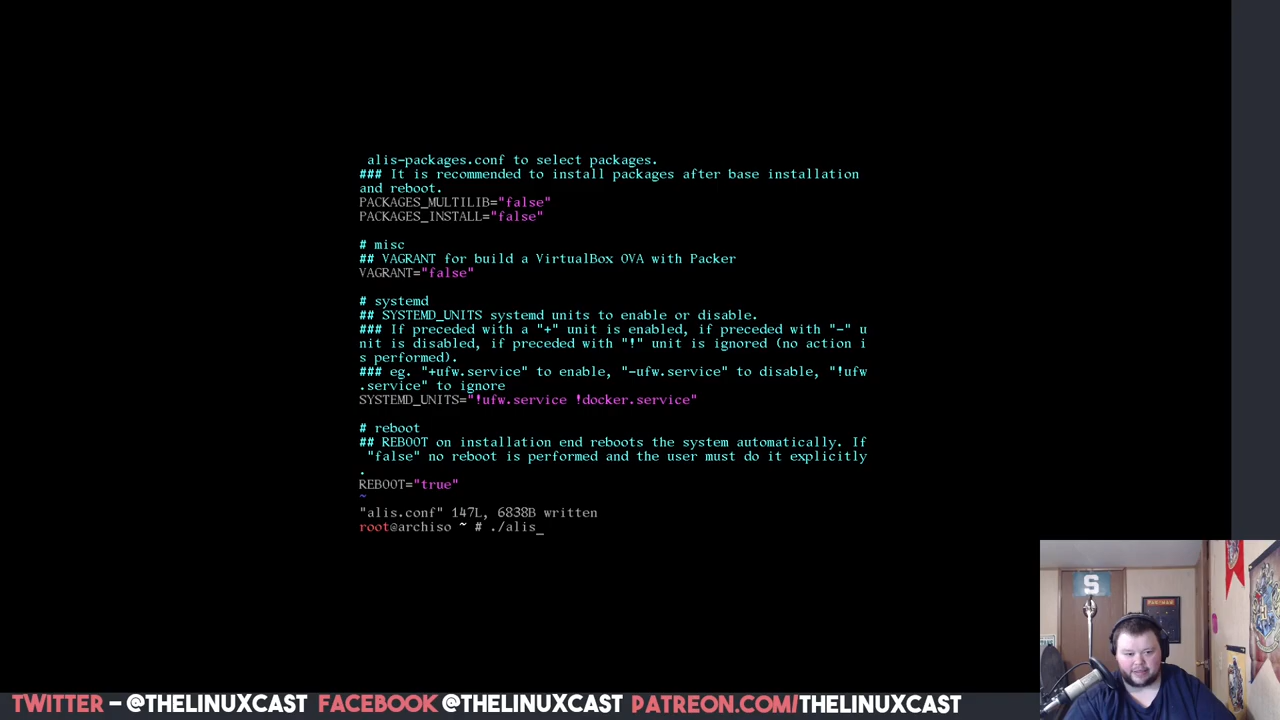 alis-packages.conf to select packages.
### It is recommended to install packages after base installation
and reboot.
PACKAGES_MULTILIB="false"
PACKAGES_INSTALL="false"
# misc
## VAGRANT for build a VirtualBox OVA with Packer
VAGRANT="false"
# systemd
## SYSTEMD_UNITS systemd units to enable or disable.
### If preceded with a "+" unit is enabled, if preceded with "-" u
nit is disabled, if preceded with "!" unit is ignored (no action i
s performed).
### eg. "+ufw.service" to enable, "-ufw.service" to disable, "!ufw
.service" to ignore
SYSTEMD_UNITS="!ufw.service !docker.service"
# reboot
## REBOOT on installation end reboots the system automatically. If
"false" no reboot is performed and the user must do it explicitly
.
REBOOT="true"
~
"alis.conf" 147L, 6838B written
root@archiso ~ # ./alis_
S
TWITTER – @THELINUXCAST FACEBOOK @THELINUXCAST PATREON.COM/THELINUXCAST